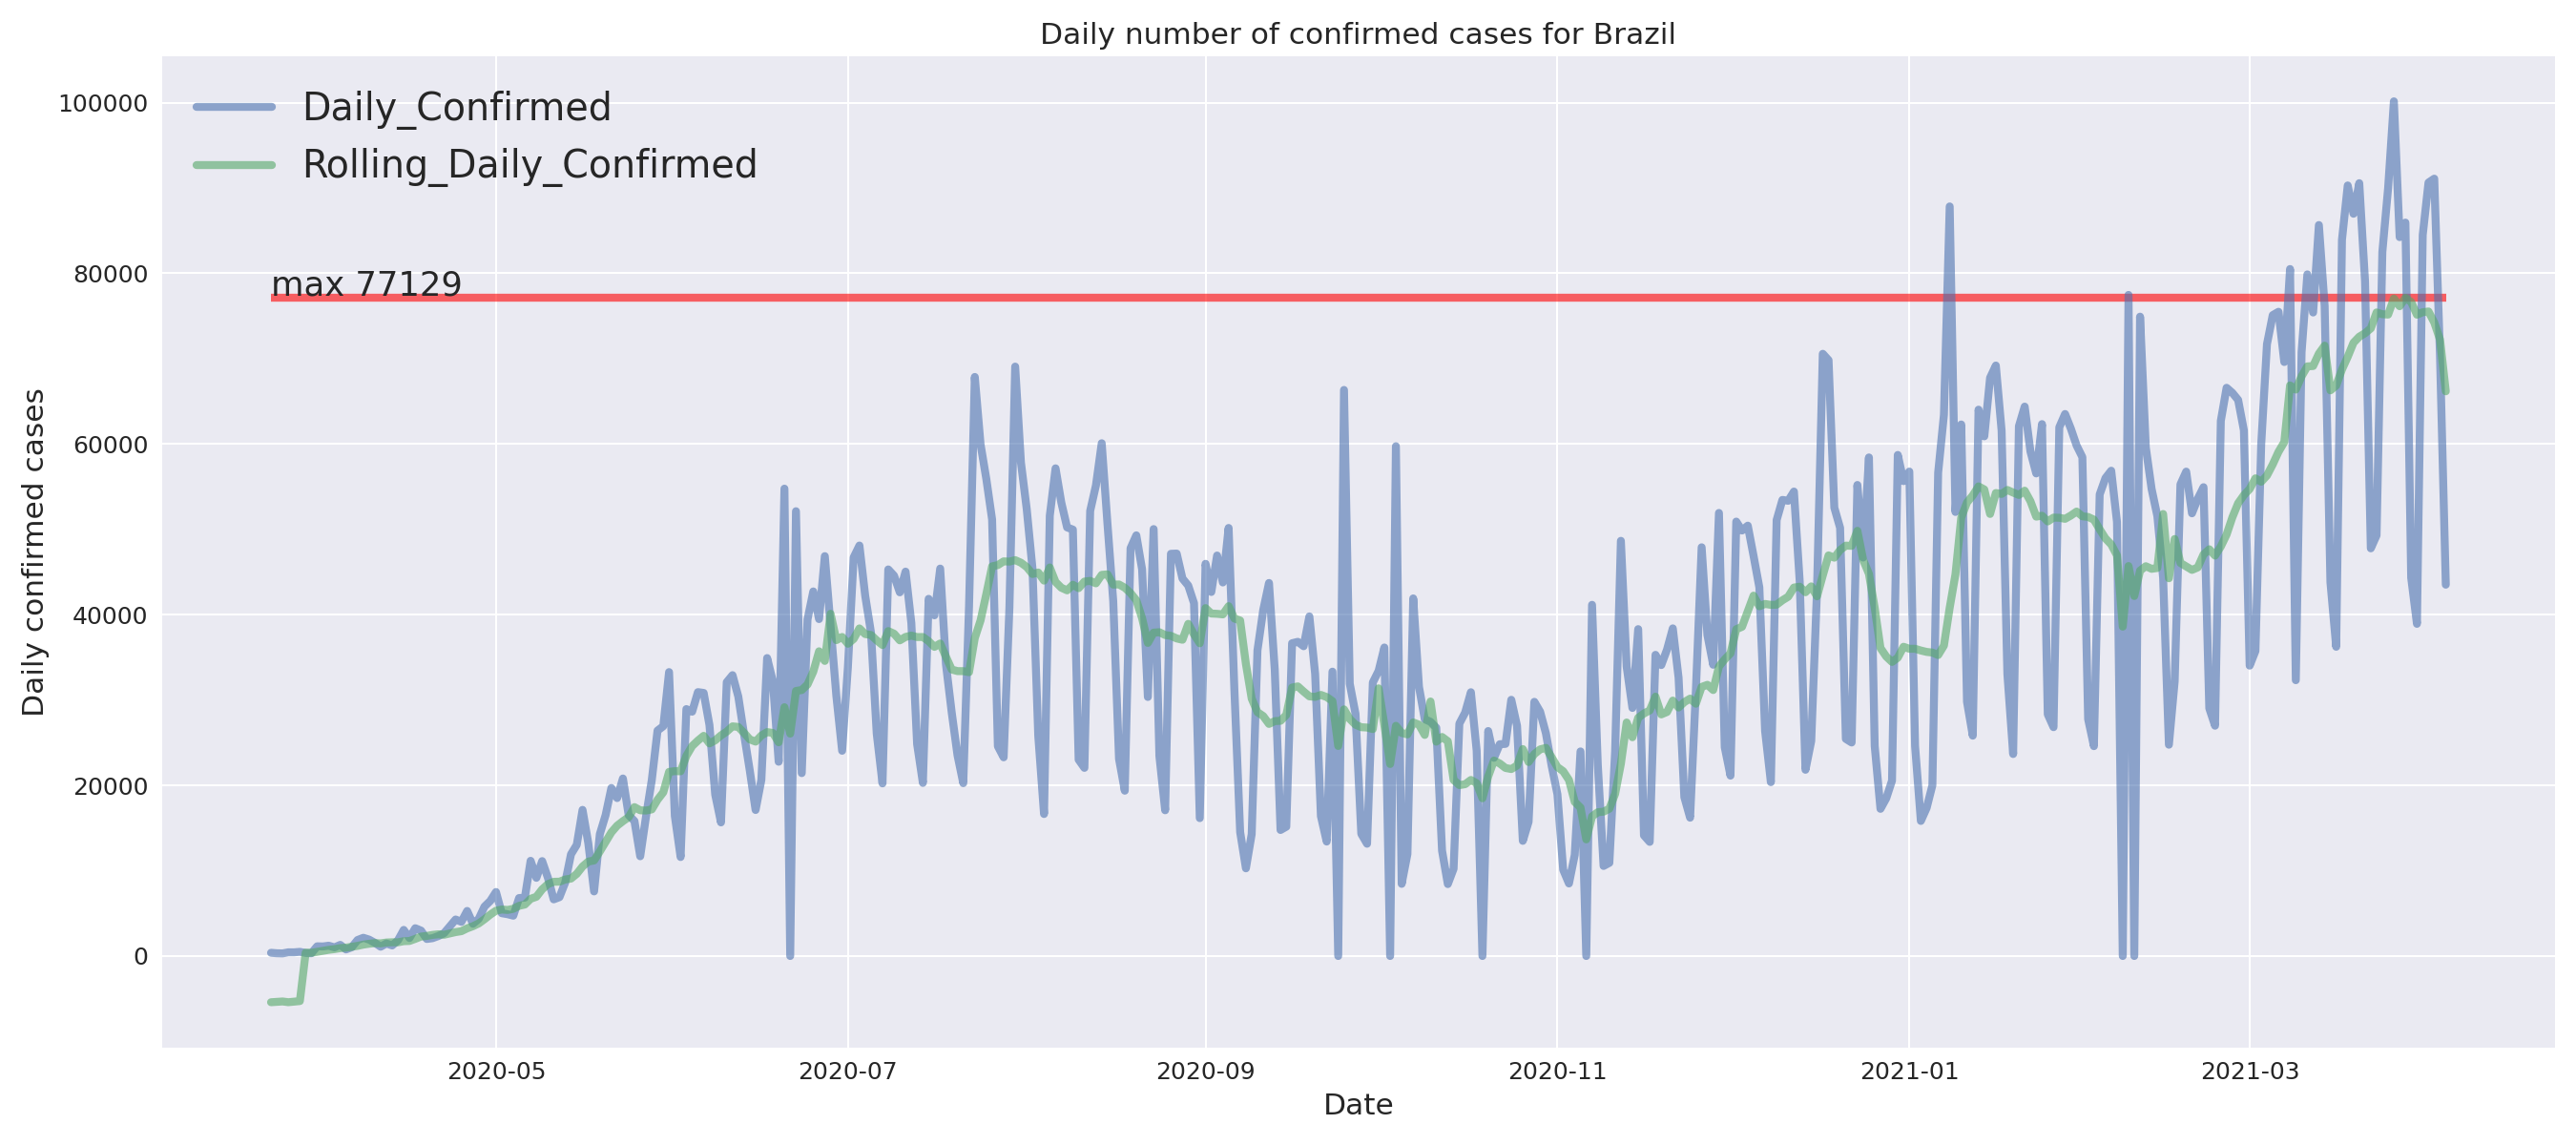 Daily number of confirmed cases for Brazil
Daily_Confirmed
Rolling_Daily_Confirmed
max 77129
Daily confirmed cases
100000
80000
60000
40000
20000
0
2020-05 2020-07 2020-09 2020-11 2021-01 2021-03
Date